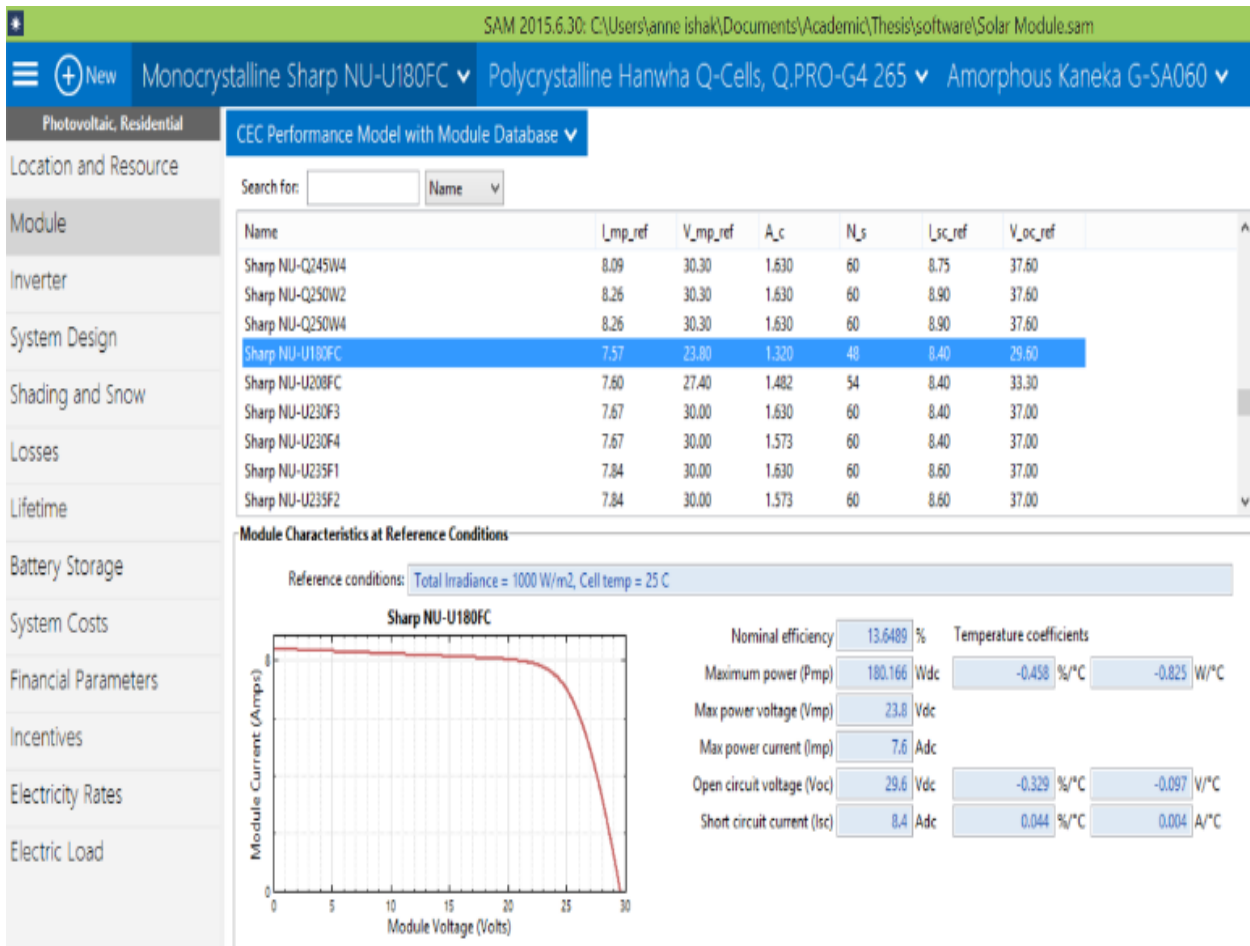 SAM 2015.6.30: C:\Users\anne ishak\Documents\Academic\Thesis\software\Solar Module.sam
New Monocrystalline Sharp NU-U180FC Polycrystalline Hanwha Q-Cells, Q.PRO-G4 265 Amorphous Kaneka G-SA060
Photovoltaic, Residential
Location and Resource
Module
Inverter
System Design
Shading and Snow
Losses
Lifetime
Battery Storage
System Costs
Financial Parameters
Incentives
Electricity Rates
Electric Load
CEC Performance Model with Module Database
Search for: Name
Name I_mp_ref V_mp_ref A_c N_s I_sc_ref V_oc_ref
Sharp NU-Q245W4 8.09 30.30 1.630 60 8.75 37.60
Sharp NU-Q250W2 8.26 30.30 1.630 60 8.90 37.60
Sharp NU-Q250W4 8.26 30.30 1.630 60 8.90 37.60
Sharp NU-U180FC 7.57 23.80 1.320 48 8.40 29.60
Sharp NU-U208FC 7.60 27.40 1.482 54 8.40 33.30
Sharp NU-U230F3 7.67 30.00 1.630 60 8.40 37.00
Sharp NU-U230F4 7.67 30.00 1.573 60 8.40 37.00
Sharp NU-U235F1 7.84 30.00 1.630 60 8.60 37.00
Sharp NU-U235F2 7.84 30.00 1.573 60 8.60 37.00
Module Characteristics at Reference Conditions
Reference conditions: Total Irradiance = 1000 W/m2, Cell temp = 25 C
Sharp NU-U180FC
Module Current (Amps)
8
0
0 5 10 15 20 25 30
Module Voltage (Volts)
Nominal efficiency 13.6489 % Temperature coefficients
Maximum power (Pmp) 180.166 Wdc -0.458 %/°C -0.825 W/°C
Max power voltage (Vmp) 23.8 Vdc
Max power current (Imp) 7.6 Adc
Open circuit voltage (Voc) 29.6 Vdc -0.329 %/°C -0.097 V/°C
Short circuit current (Isc) 8.4 Adc 0.044 %/°C 0.004 A/°C